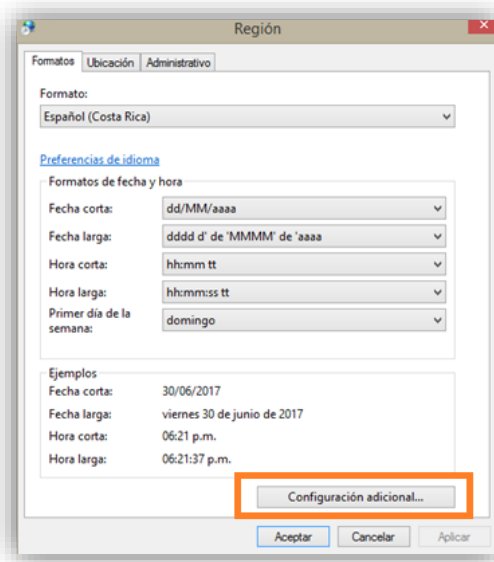 Región
Formatos Ubicación Administrativo
Formato:
Español (Costa Rica)
Preferencias de idioma
Formatos de fecha y hora
Fecha corta: dd/MM/aaaa
Fecha larga: dddd d' de 'MMMM' de 'aaaa
Hora corta: hh:mm tt
Hora larga: hh:mm:ss tt
Primer día de la
semana: domingo
Ejemplos
Fecha corta: 30/06/2017
Fecha larga: viernes 30 de junio de 2017
Hora corta: 06:21 p.m.
Hora larga: 06:21:37 p.m.
Configuración adicional...
Aceptar Cancelar Aplicar